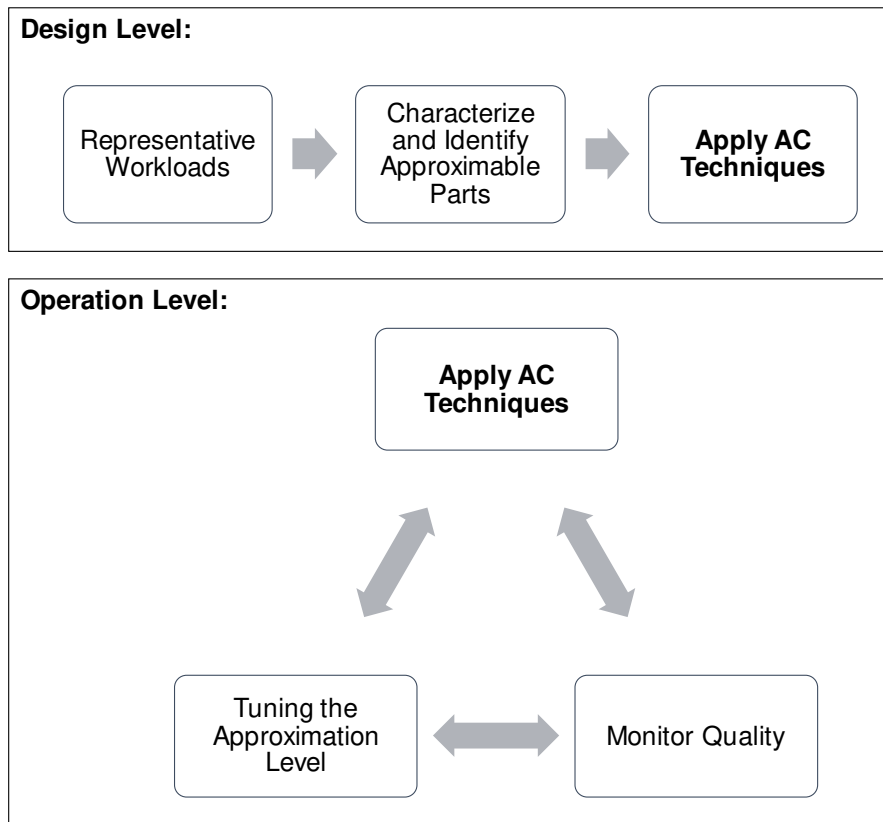 Design Level:
Representative
Workloads
Characterize
and Identify
Approximable
Parts
Apply AC
Techniques
Operation Level:
Apply AC
Techniques
Tuning the
Approximation
Level
Monitor Quality